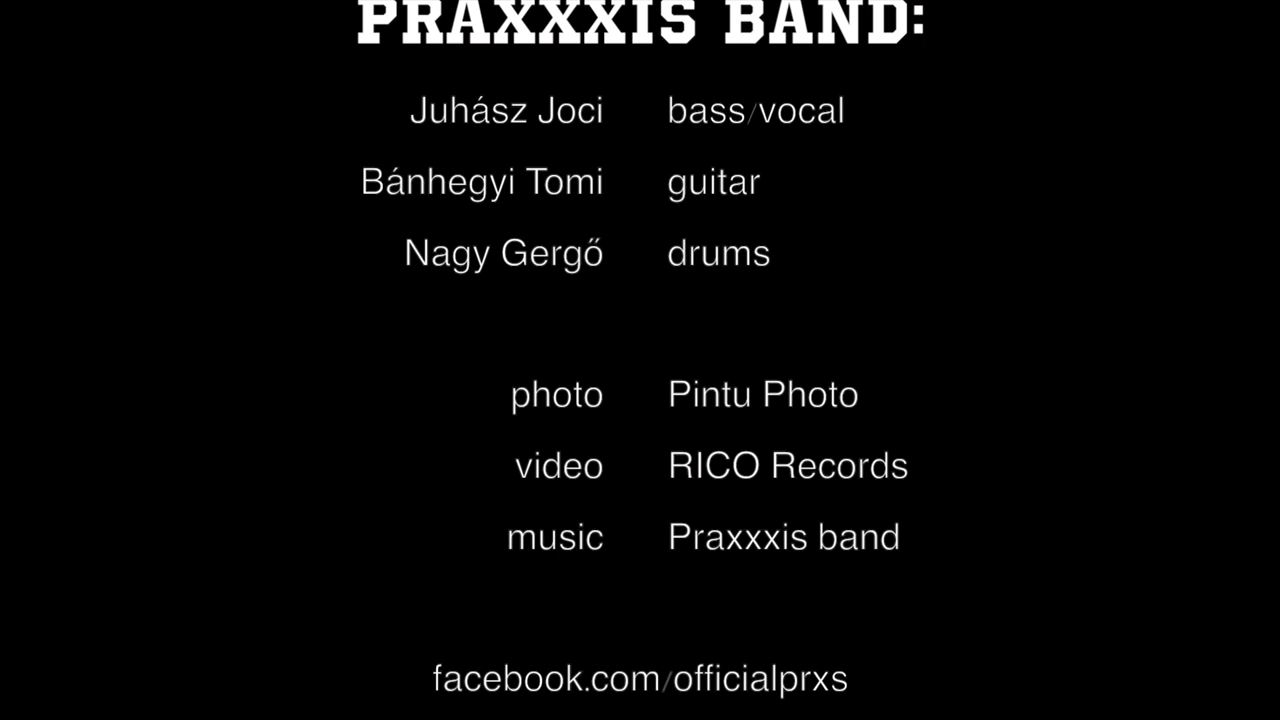 PRAXXXIS BAND:
Juhász Joci bass/vocal
Bánhegyi Tomi guitar
Nagy Gergő drums
photo Pintu Photo
video RICO Records
music Praxxxis band
facebook.com/officialprxs